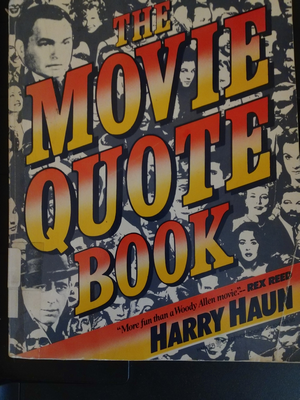 THE
MOVIE
QUOTE
BOOK
"More fun than a Woody Allen movie."— REX REED
HARRY HAUN